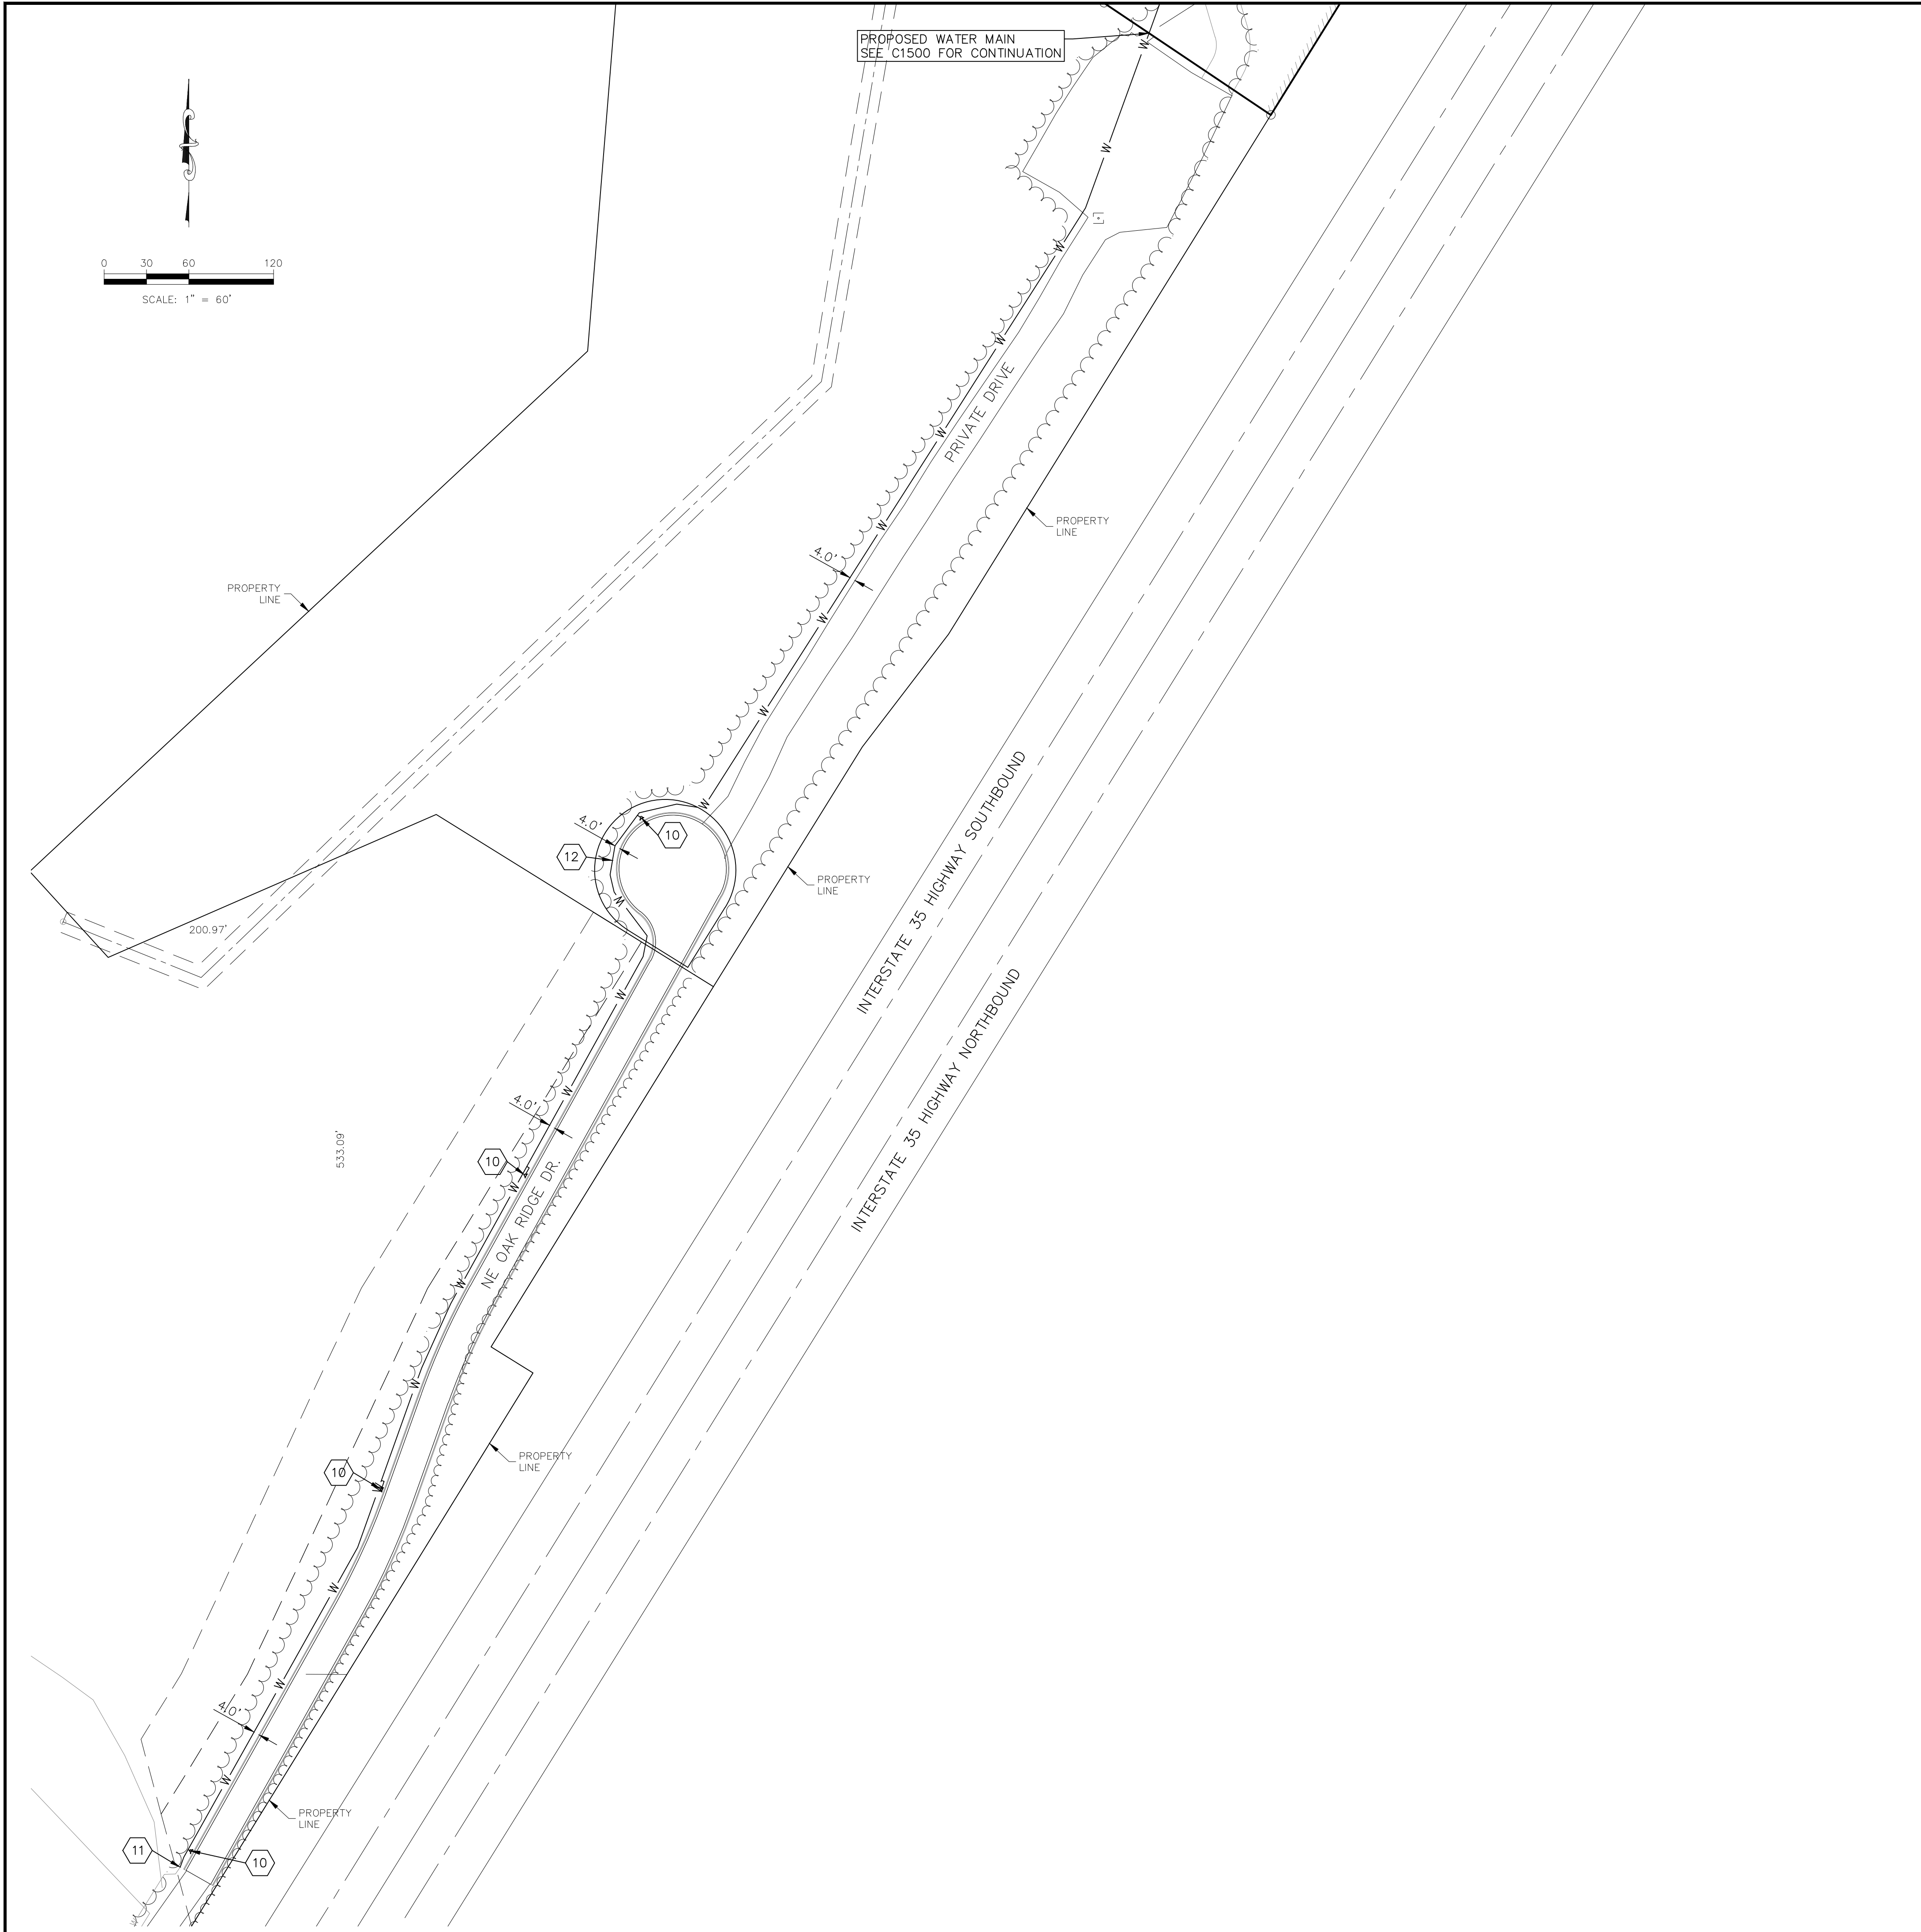 PROPOSED WATER MAIN
SEE C1500 FOR CONTINUATION
W
W
0 30 60 120
SCALE: 1" = 60'
W
W
PRIVATE DRIVE
W
PROPERTY
LINE
W
4.0'
PROPERTY
LINE
W
W
W
4.0'
10
12
PROPERTY
LINE
W
200.97'
INTERSTATE 35 HIGHWAY SOUTHBOUND
W
INTERSTATE 35 HIGHWAY NORTHBOUND
W
4.0'
533.09'
10
W
NE OAK RIDGE DR.
W
W
PROPERTY
LINE
10
W
W
4.0'
W
PROPERTY
LINE
11
10
W